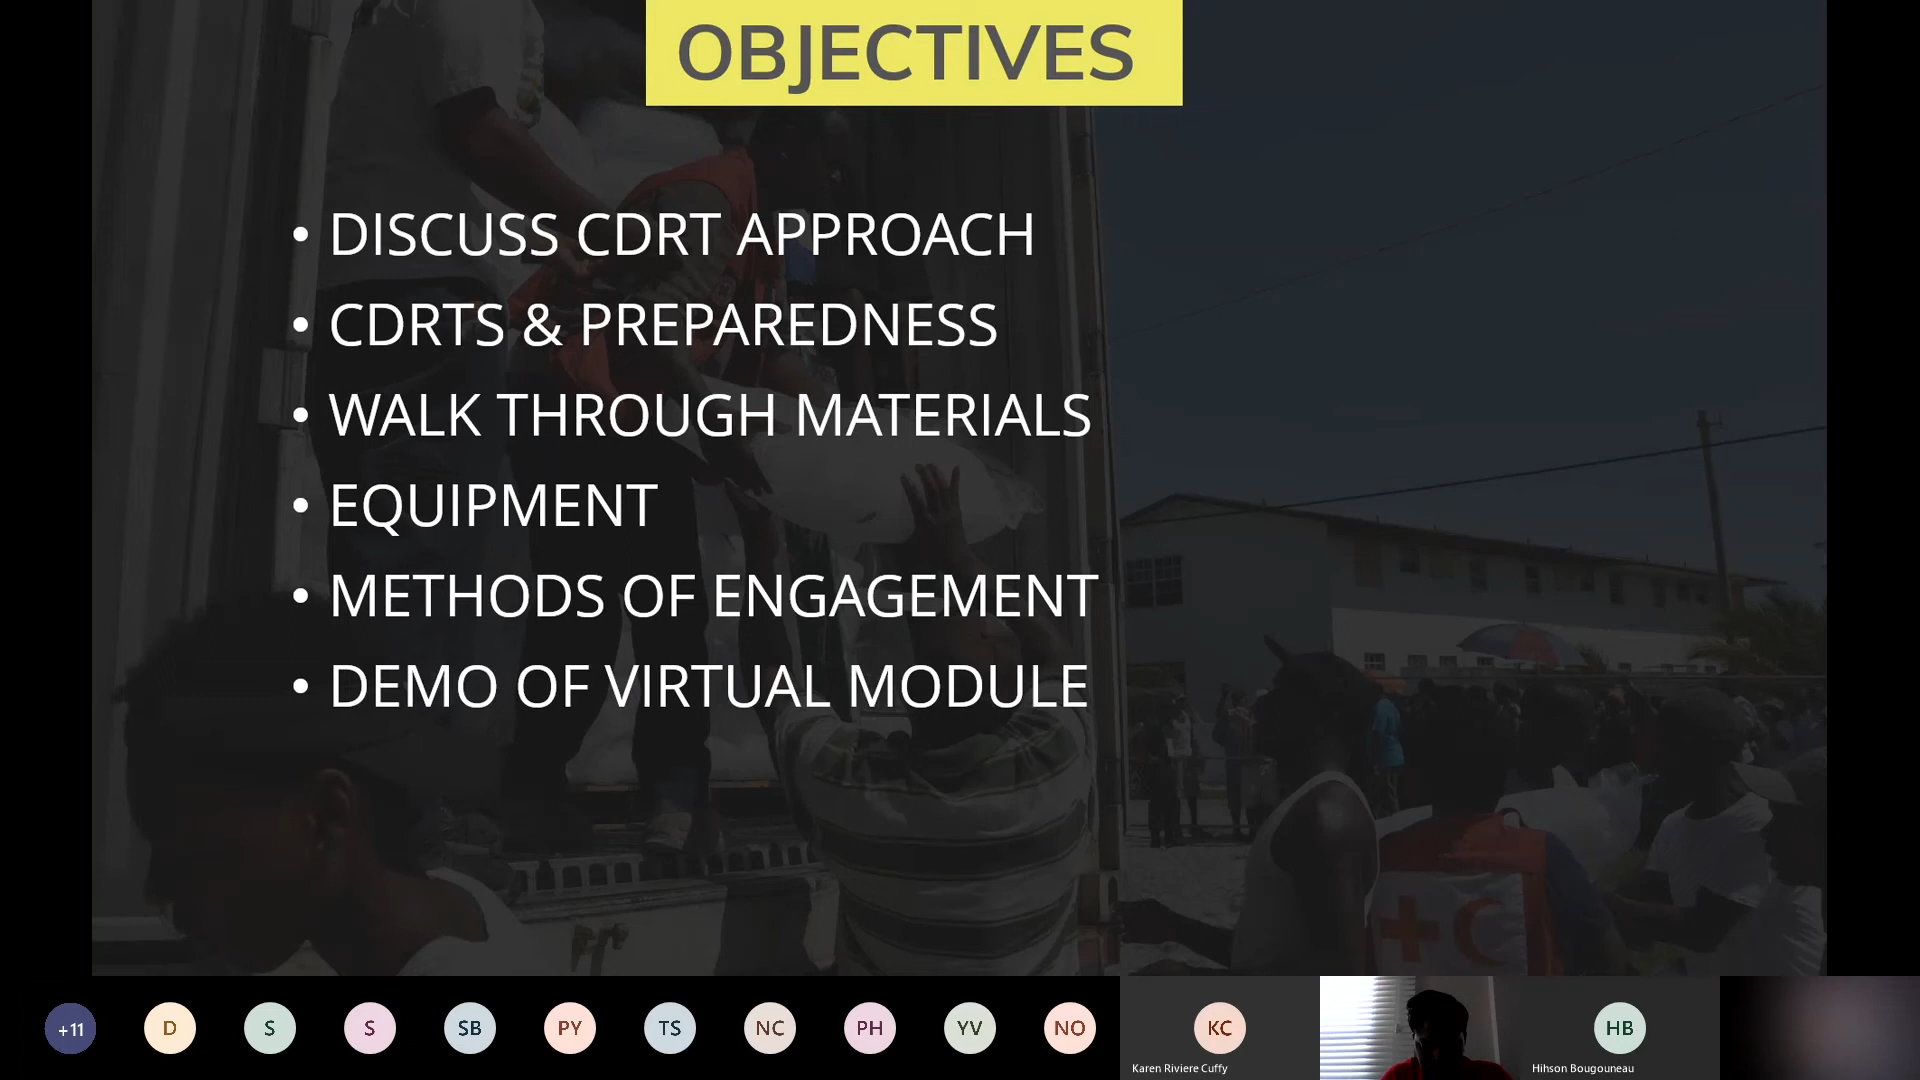 OBJECTIVES
• DISCUSS CDRT APPROACH
• CDRTS & PREPAREDNESS
• WALK THROUGH MATERIALS
• EQUIPMENT
• METHODS OF ENGAGEMENT
• DEMO OF VIRTUAL MODULE
+11 D S S SB PY TS NC PH YV NO KC HB
Karen Riviere Cuffy Hihson Bougouneau